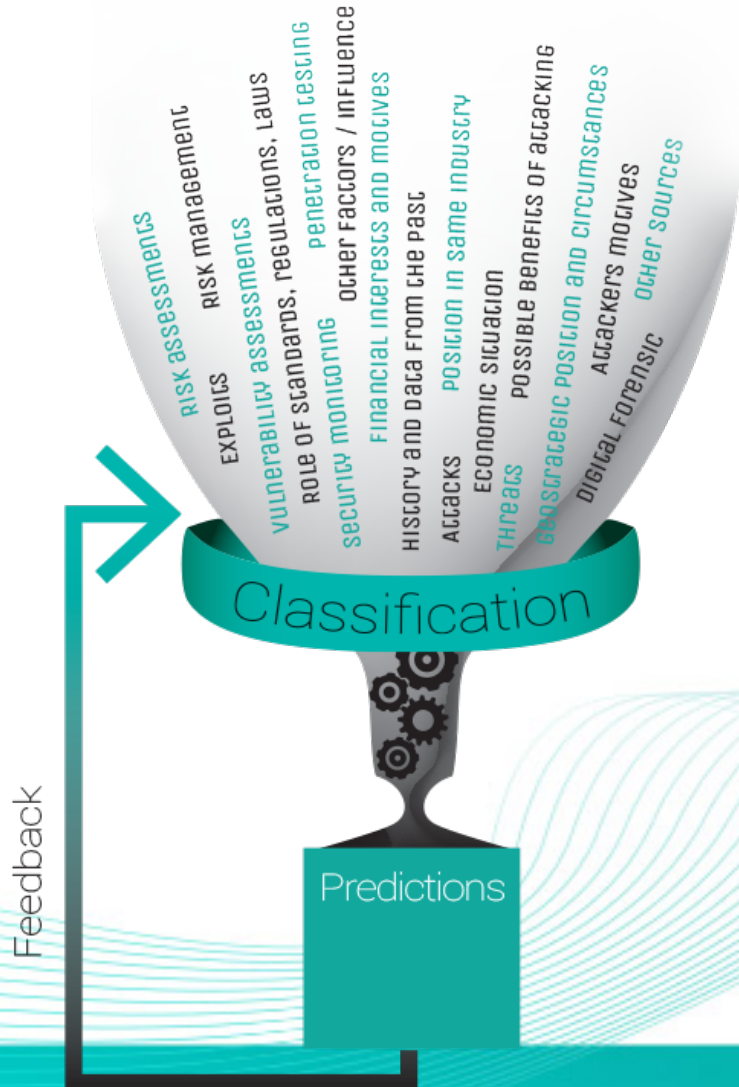 Risk assessments
Exploits
Risk management
Vulnerability assessments
Role of standards, regulations, laws
Security monitoring
Penetration testing
Other factors / influence
Financial interests and motives
History and data from the past
Attacks
Position in same industry
Economic situation
Threats
Possible benefits of attacking
Geostrategic position and circumstances
Attackers motives
Digital forensic
Other sources
Classification
Feedback
Predictions